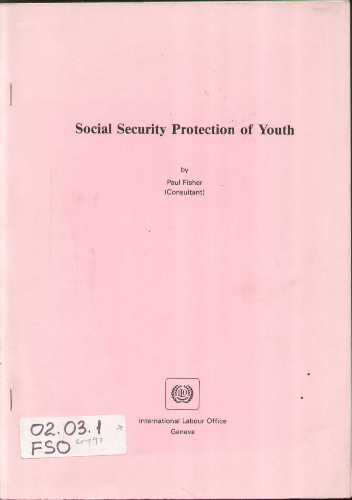 Social Security Protection of Youth
by
Paul Fisher
(Consultant)
International Labour Office
Geneva
02.03.1
FSO